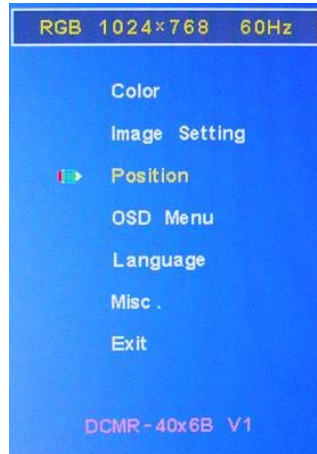 RGB 1024×768 60Hz
Color
Image Setting
Position
OSD Menu
Language
Misc.
Exit
DCMR-40x6B V1